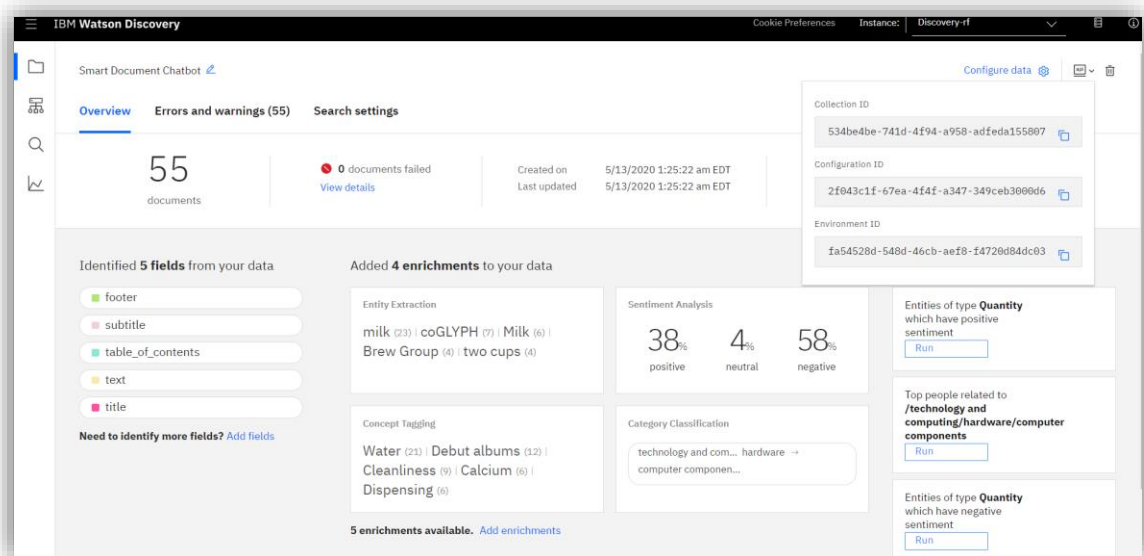 IBM Watson Discovery
Cookie Preferences
Instance:
Discovery-rf
Smart Document Chatbot
Configure data
Overview
Errors and warnings (55)
Search settings
Collection ID
534be4be-741d-4f94-a958-adfeda155807
Configuration ID
2f043c1f-67ea-4f4f-a347-349ceb3000d6
Environment ID
fa54528d-548d-46cb-aef8-f4720d84dc03
55
documents
0 documents failed
View details
Created on 5/13/2020 1:25:22 am EDT
Last updated 5/13/2020 1:25:22 am EDT
Identified 5 fields from your data
footer
subtitle
table_of_contents
text
title
Need to identify more fields? Add fields
Added 4 enrichments to your data
Entity Extraction
milk (23) | coGLYPH (7) | Milk (6) |
Brew Group (4) | two cups (4)
Sentiment Analysis
38% 4% 58%
positive neutral negative
Concept Tagging
Water (21) | Debut albums (12) |
Cleanliness (9) | Calcium (6) |
Dispensing (6)
Category Classification
technology and com... hardware →
computer componen...
5 enrichments available. Add enrichments
Entities of type Quantity
which have positive
sentiment
Run
Top people related to
/technology and
computing/hardware/computer
components
Run
Entities of type Quantity
which have negative
sentiment
Run